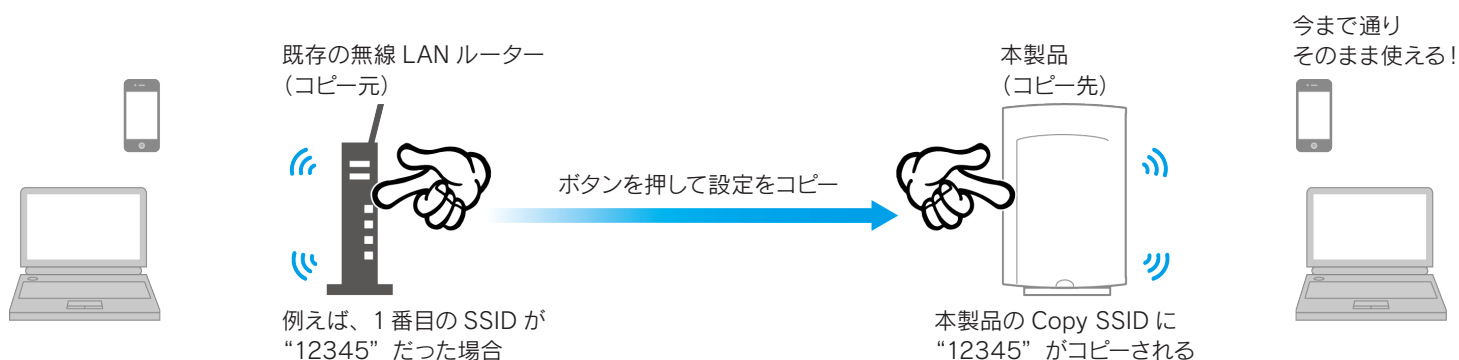 既存の無線 LAN ルーター
（コピー元）
例えば、1 番目の SSID が
“12345” だった場合
ボタンを押して設定をコピー
本製品
（コピー先）
本製品の Copy SSID に
“12345” がコピーされる
今まで通り
そのまま使える！